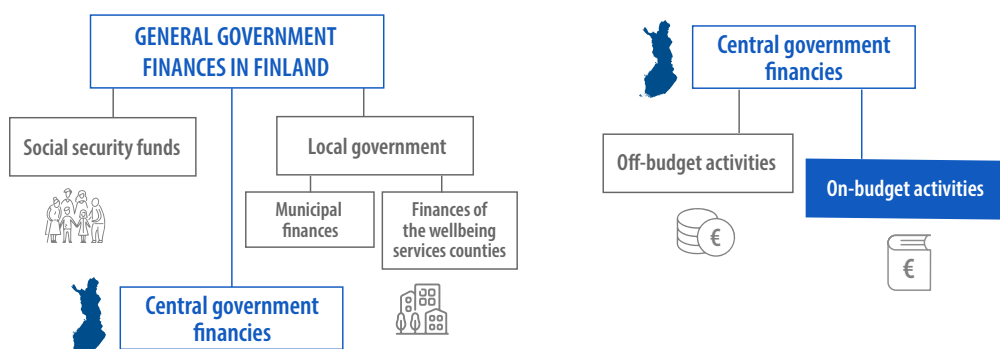 GENERAL GOVERNMENT
FINANCES IN FINLAND
Social security funds
Local government
Municipal
finances
Finances of
the wellbeing
services counties
Central government
financies
Central government
financies
Off-budget activities
On-budget activities
€
€